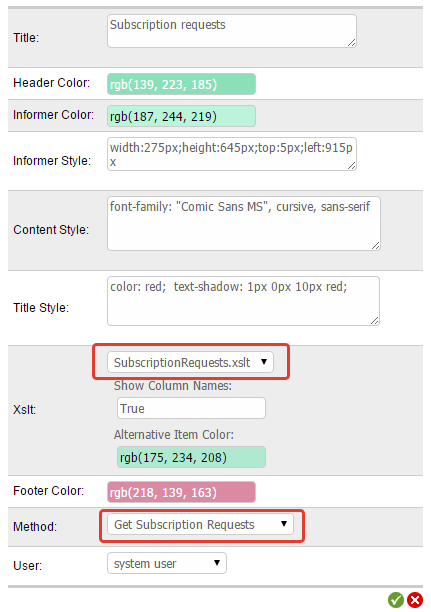 Title:
Subscription requests
Header Color:
rgb(139, 223, 185)
Informer Color:
rgb(187, 244, 219)
Informer Style:
width:275px;height:645px;top:5px;left:915p
x
Content Style:
font-family: "Comic Sans MS", cursive, sans-serif
Title Style:
color: red;  text-shadow: 1px 0px 10px red;
Xslt:
SubscriptionRequests.xslt
Show Column Names:
True
Alternative Item Color:
rgb(175, 234, 208)
Footer Color:
rgb(218, 139, 163)
Method:
Get Subscription Requests
User:
system user